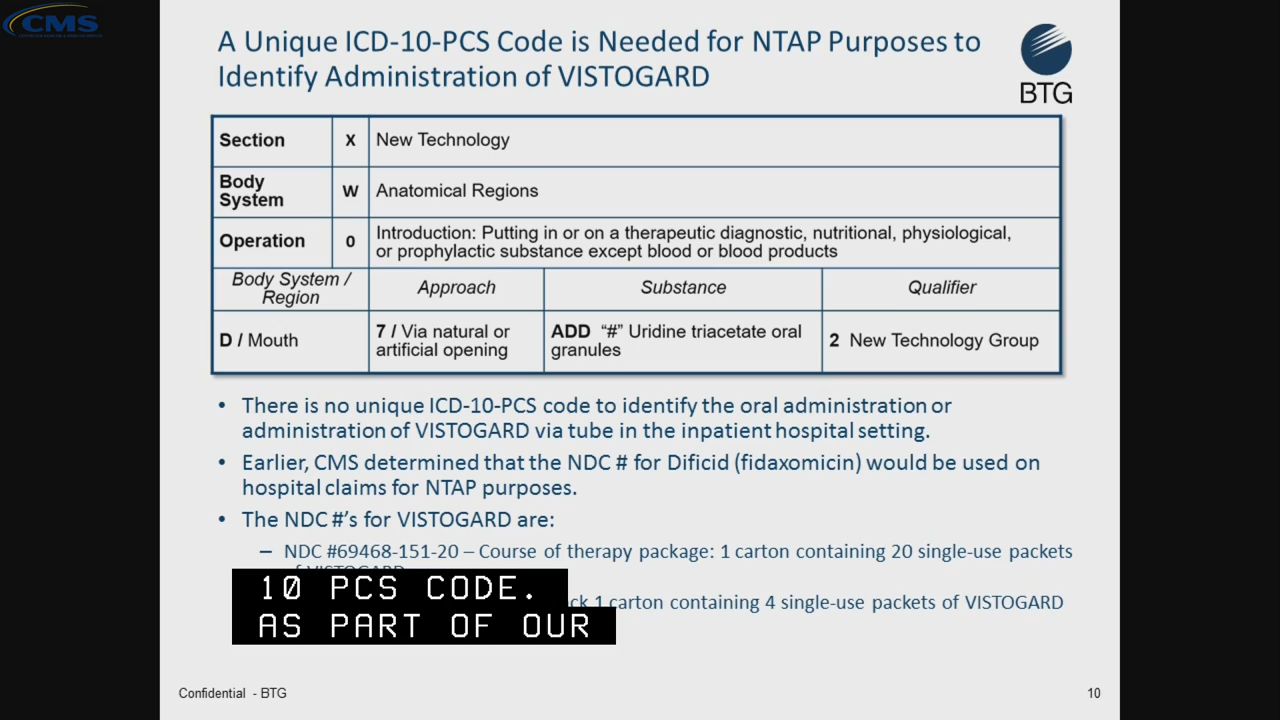 CMS
A Unique ICD-10-PCS Code is Needed for NTAP Purposes to
Identify Administration of VISTOGARD
BTG
Section X New Technology
Body
System W Anatomical Regions
Operation 0 Introduction: Putting in or on a therapeutic diagnostic, nutritional, physiological,
or prophylactic substance except blood or blood products
Body System /
Region Approach Substance Qualifier
D / Mouth 7 / Via natural or
artificial opening ADD “#” Uridine triacetate oral
granules 2 New Technology Group
• There is no unique ICD-10-PCS code to identify the oral administration or
administration of VISTOGARD via tube in the inpatient hospital setting.
• Earlier, CMS determined that the NDC # for Dificid (fidaxomicin) would be used on
hospital claims for NTAP purposes.
• The NDC #'s for VISTOGARD are:
– NDC #69468-151-20 – Course of therapy package: 1 carton containing 20 single-use packets
of VISTOGARD
1 carton containing 4 single-use packets of VISTOGARD
10 PCS CODE.
AS PART OF OUR
Confidential - BTG
10